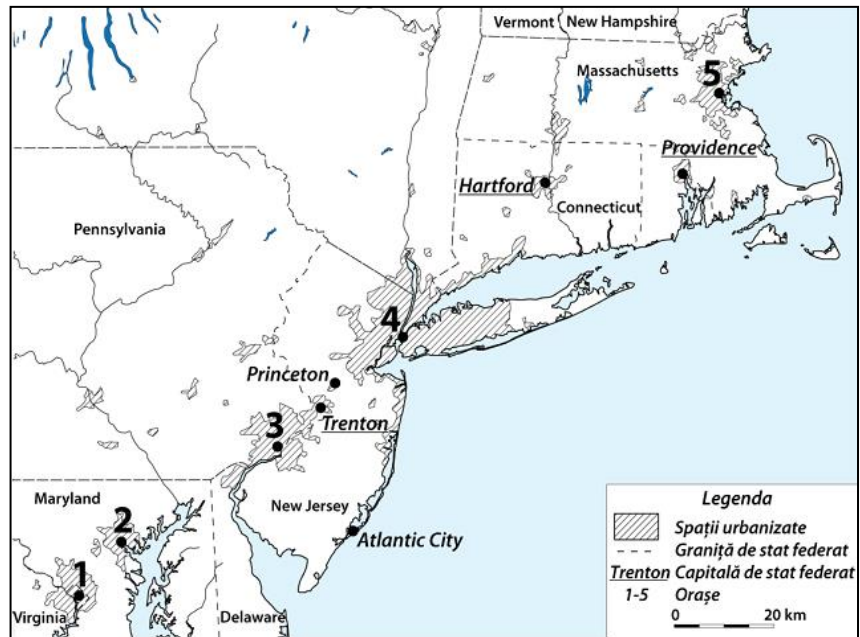 Vermont
New Hampshire
Massachusetts
5
Providence
Hartford
Connecticut
Pennsylvania
4
Princeton
Trenton
3
New Jersey
Maryland
2
Atlantic City
1
Virginia
Delaware
Legenda
Spații urbanizate
Graniță de stat federat
Trenton Capitală de stat federat
1-5 Orașe
0 20 km